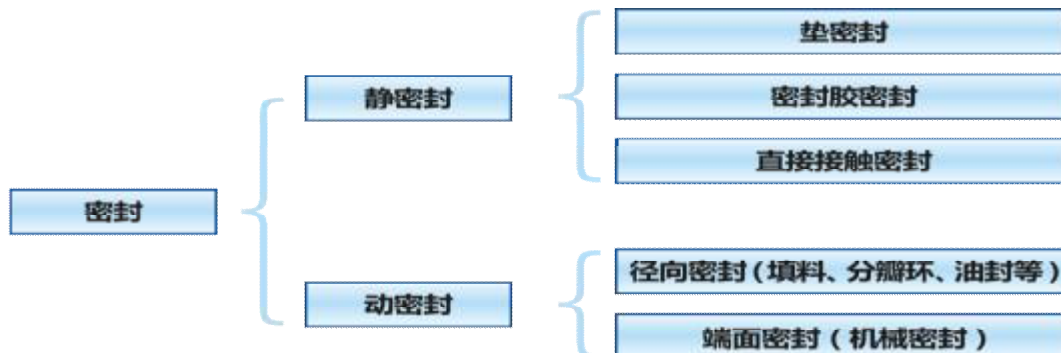 垫密封
静密封
密封胶密封
直接接触密封
密封
径向密封（填料、分瓣环、油封等）
动密封
端面密封（机械密封）